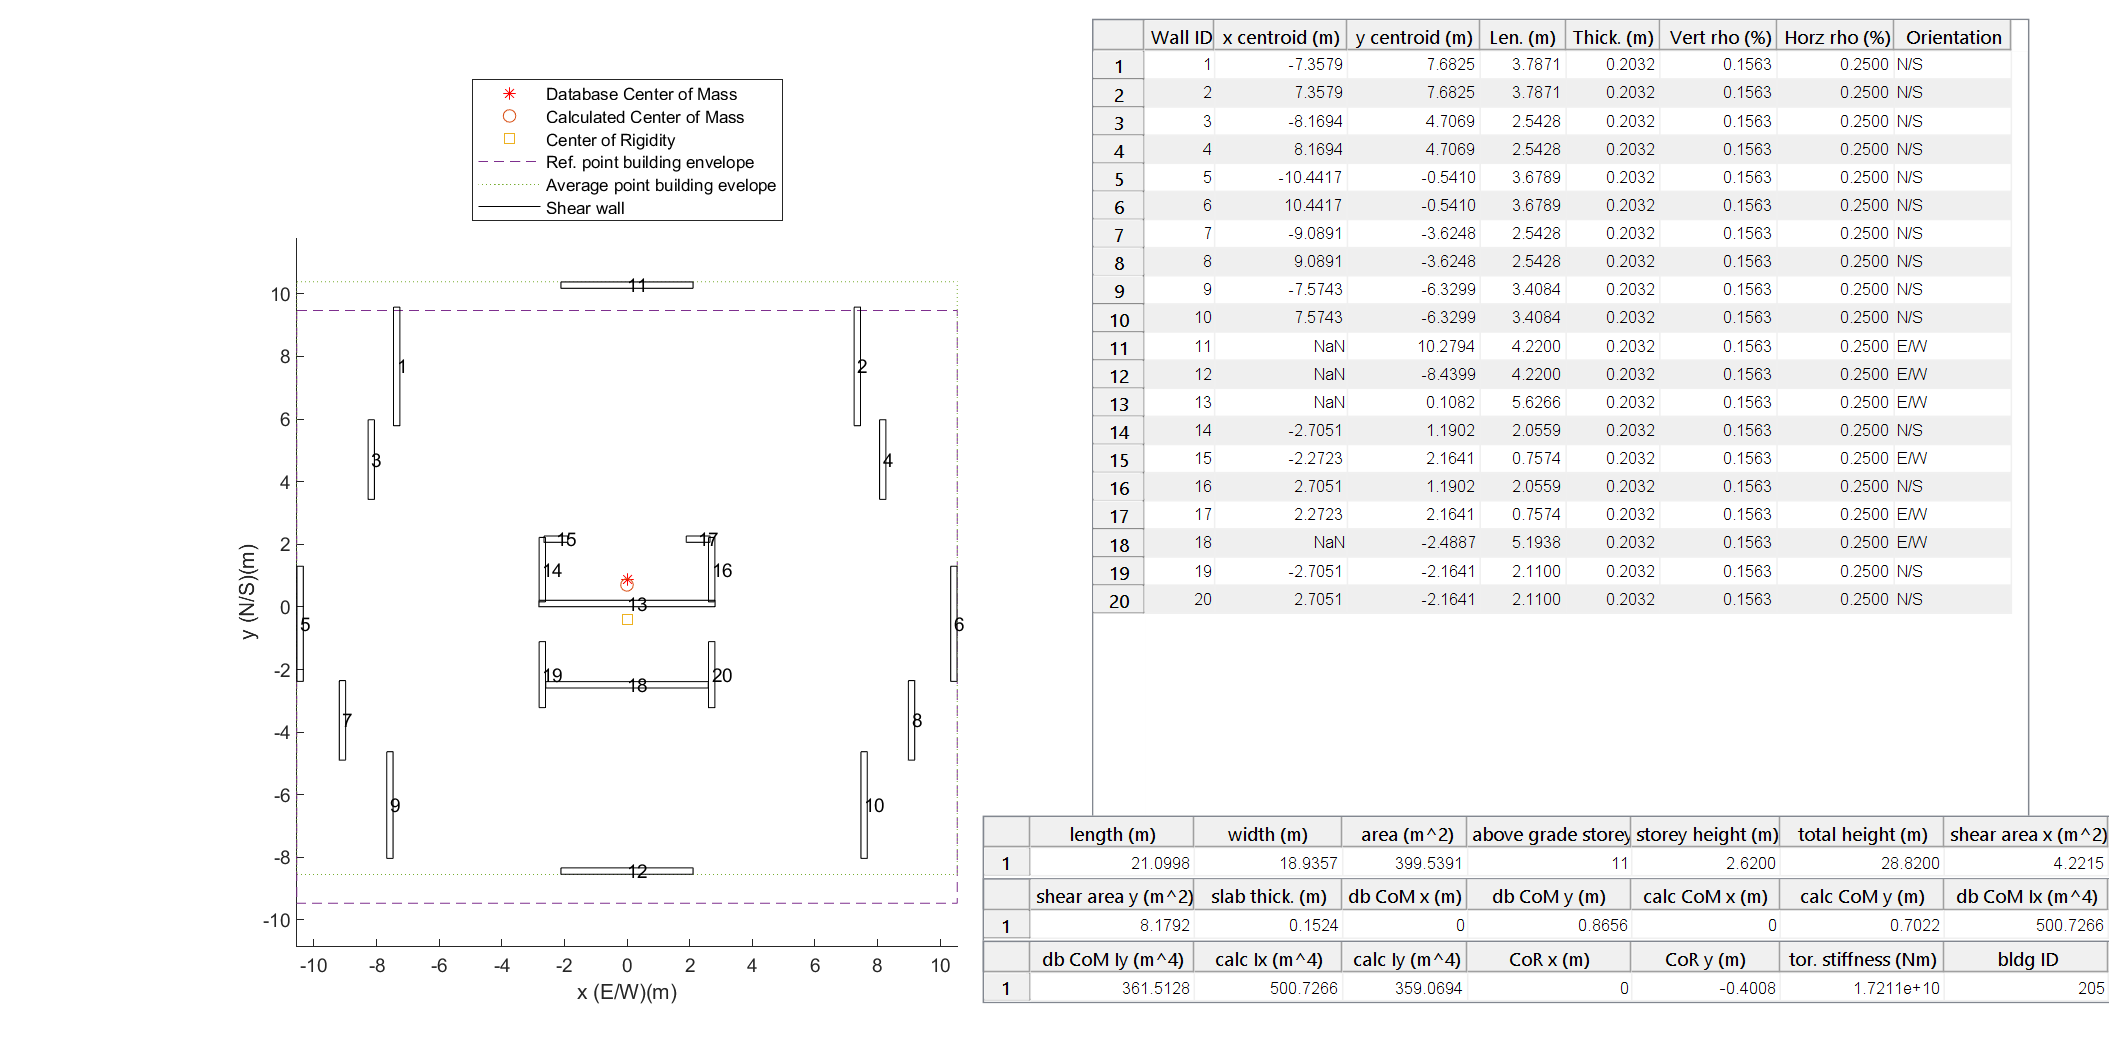 Database Center of Mass
Calculated Center of Mass
Center of Rigidity
Ref. point building envelope
Average point building evelope
Shear wall
y (N/S)(m)
10
8
6
4
2
0
-2
-4
-6
-8
-10
11
1 2
3 4
15 17
14 16
13
5 6
19 20
18
7 8
9 10
12
-10 -8 -6 -4 -2 0 2 4 6 8 10
x (E/W)(m)
Wall ID x centroid (m) y centroid (m) Len. (m) Thick. (m) Vert rho (%) Horz rho (%) Orientation
1 1 -7.3579 7.6825 3.7871 0.2032 0.1563 0.2500 N/S
2 2 7.3579 7.6825 3.7871 0.2032 0.1563 0.2500 N/S
3 3 -8.1694 4.7069 2.5428 0.2032 0.1563 0.2500 N/S
4 4 8.1694 4.7069 2.5428 0.2032 0.1563 0.2500 N/S
5 5 -10.4417 -0.5410 3.6789 0.2032 0.1563 0.2500 N/S
6 6 10.4417 -0.5410 3.6789 0.2032 0.1563 0.2500 N/S
7 7 -9.0891 -3.6248 2.5428 0.2032 0.1563 0.2500 N/S
8 8 9.0891 -3.6248 2.5428 0.2032 0.1563 0.2500 N/S
9 9 -7.5743 -6.3299 3.4084 0.2032 0.1563 0.2500 N/S
10 10 7.5743 -6.3299 3.4084 0.2032 0.1563 0.2500 N/S
11 11 NaN 10.2794 4.2200 0.2032 0.1563 0.2500 E/W
12 12 NaN -8.4399 4.2200 0.2032 0.1563 0.2500 E/W
13 13 NaN 0.1082 5.6266 0.2032 0.1563 0.2500 E/W
14 14 -2.7051 1.1902 2.0559 0.2032 0.1563 0.2500 N/S
15 15 -2.2723 2.1641 0.7574 0.2032 0.1563 0.2500 E/W
16 16 2.7051 1.1902 2.0559 0.2032 0.1563 0.2500 N/S
17 17 2.2723 2.1641 0.7574 0.2032 0.1563 0.2500 E/W
18 18 NaN -2.4887 5.1938 0.2032 0.1563 0.2500 E/W
19 19 -2.7051 -2.1641 2.1100 0.2032 0.1563 0.2500 N/S
20 20 2.7051 -2.1641 2.1100 0.2032 0.1563 0.2500 N/S
length (m) width (m) area (m^2) above grade storey storey height (m) total height (m) shear area x (m^2)
1 21.0998 18.9357 399.5391 11 2.6200 28.8200 4.2215
shear area y (m^2) slab thick. (m) db CoM x (m) db CoM y (m) calc CoM x (m) calc CoM y (m) db CoM Ix (m^4)
1 8.1792 0.1524 0 0.8656 0 0.7022 500.7266
db CoM Iy (m^4) calc Ix (m^4) calc Iy (m^4) CoR x (m) CoR y (m) tor. stiffness (Nm) bldg ID
1 361.5128 500.7266 359.0694 0 -0.4008 1.7211e+10 205